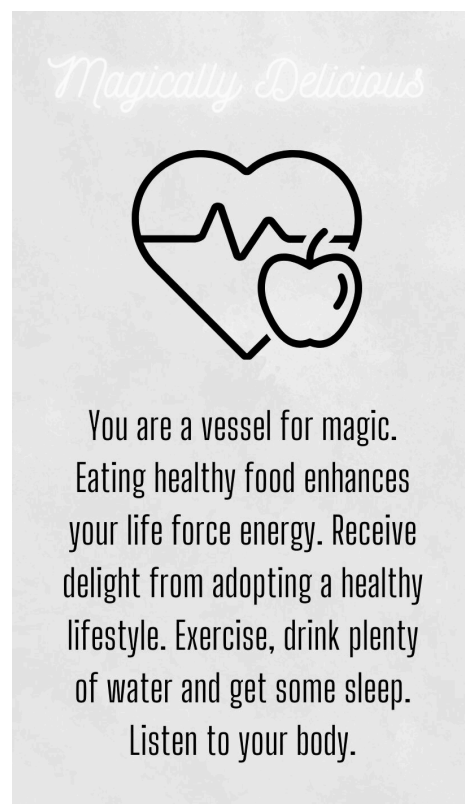 Magically Delicious
You are a vessel for magic.
Eating healthy food enhances
your life force energy. Receive
delight from adopting a healthy
lifestyle. Exercise, drink plenty
of water and get some sleep.
Listen to your body.